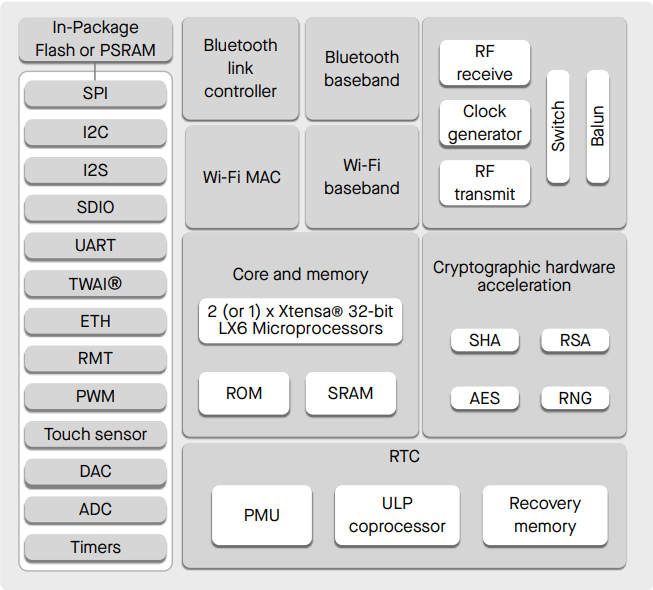 In-Package
Flash or PSRAM
SPI
I2C
I2S
SDIO
UART
TWAI®
ETH
RMT
PWM
Touch sensor
DAC
ADC
Timers
Bluetooth
link
controller
Bluetooth
baseband
Wi-Fi MAC
Wi-Fi
baseband
RF
receive
Clock
generator
RF
transmit
Switch
Balun
Core and memory
2 (or 1) x Xtensa® 32-bit
LX6 Microprocessors
ROM
SRAM
Cryptographic hardware
acceleration
SHA
RSA
AES
RNG
RTC
PMU
ULP
coprocessor
Recovery
memory